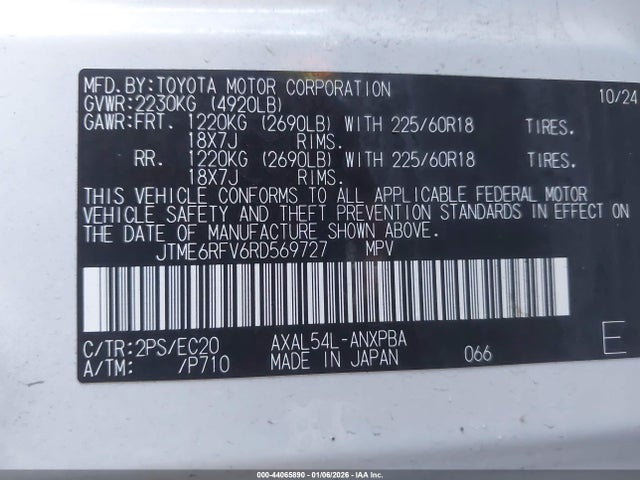 MFD.BY:TOYOTA MOTOR CORPORATION 10/24
GVWR:2230KG (4920LB)
GAWR:FRT. 1220KG (2690LB) WITH 225/60R18 TIRES.
18X7J RIMS.
RR. 1220KG (2690LB) WITH 225/60R18 TIRES.
18X7J RIMS.
THIS VEHICLE CONFORMS TO ALL APPLICABLE FEDERAL MOTOR
VEHICLE SAFETY AND THEFT PREVENTION STANDARDS IN EFFECT ON
THE DATE OF MANUFACTURE SHOWN ABOVE.
JTME6RFV6RD569727 MPV
C/TR:2PS/EC20 AXAL54L-ANXPBA
A/TM: /P710 MADE IN JAPAN 066 E
000-44065890 - 01/06/2026 - IAA Inc.